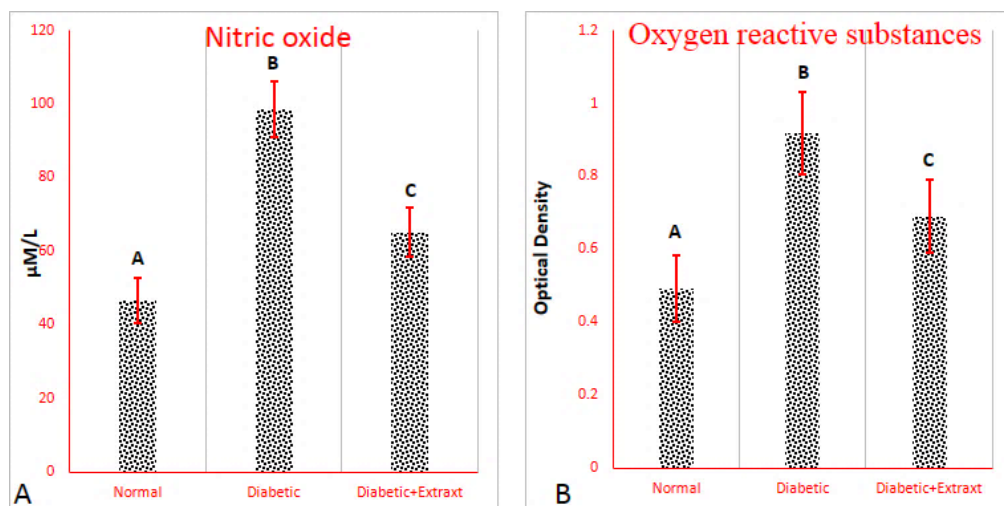 Nitric oxide
120
100
80
60
40
20
0
µM/L
A
B
C
Normal
Diabetic
Diabetic+Extraxt
A
Oxygen reactive substances
1.2
1
0.8
0.6
0.4
0.2
0
Optical Density
A
B
C
Normal
Diabetic
Diabetic+Extraxt
B